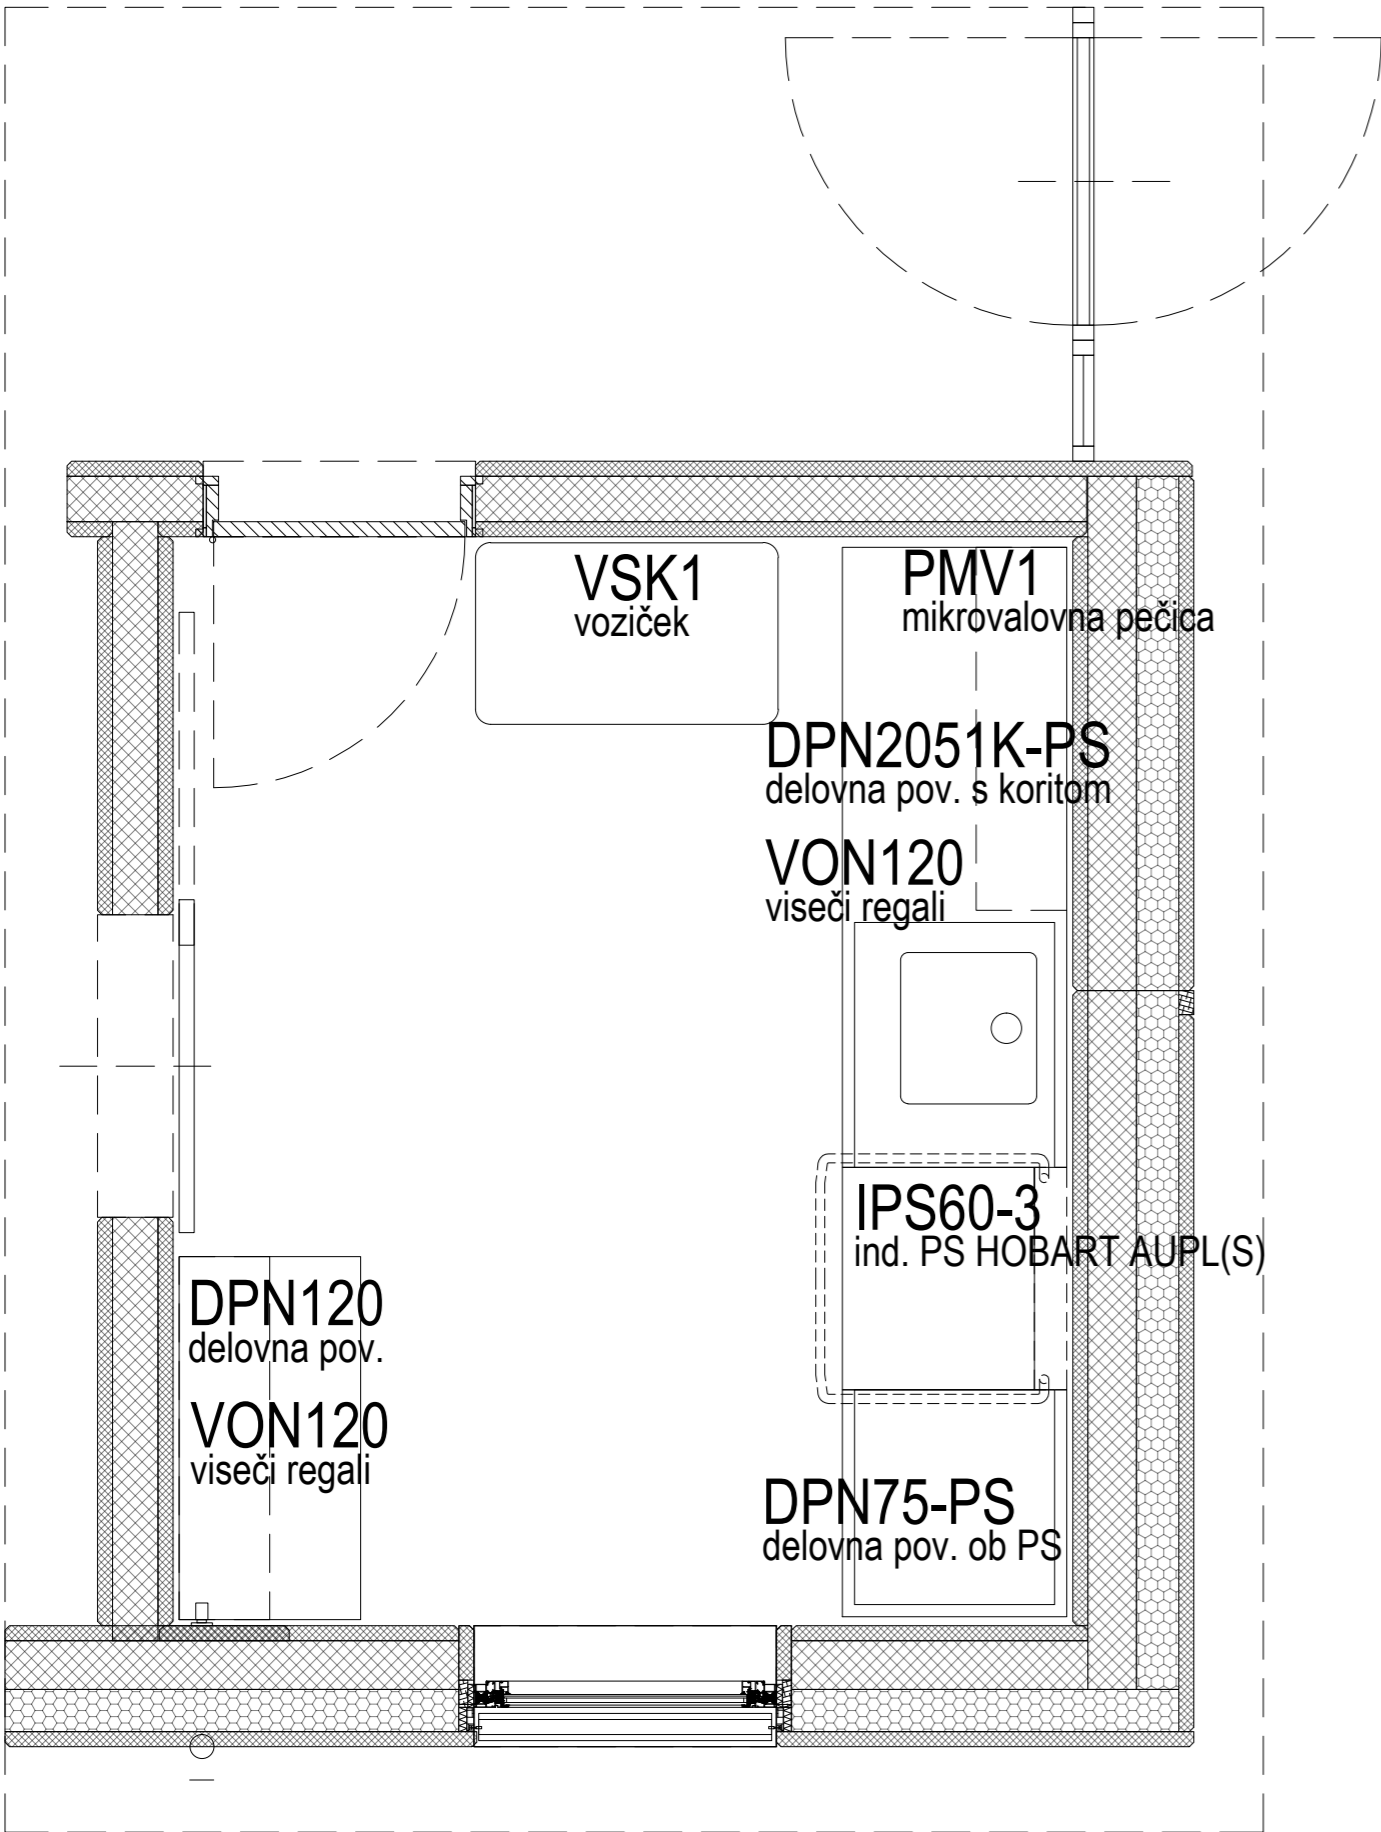 VSK1
voziček
PMV1
mikrovalovna pečica
DPN2051K-PS
delovna pov. s koritom
VON120
viseči regali
IPS60-3
ind. PS HOBART AUPL(S)
DPN120
delovna pov.
VON120
viseči regali
DPN75-PS
delovna pov. ob PS